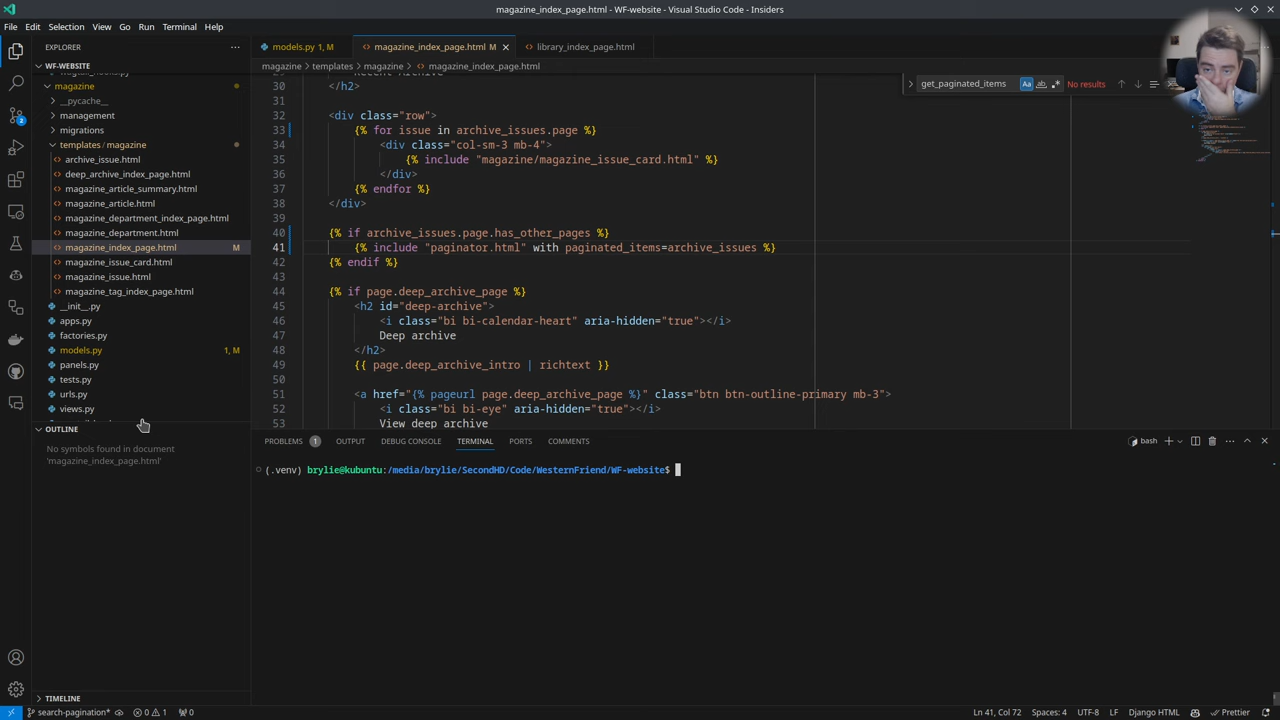 magazine_index_page.html - WF-website - Visual Studio Code - Insiders
File Edit Selection View Go Run Terminal Help
EXPLORER
WF-WEBSITE
magazine
__pycache__
management
migrations
templates / magazine
archive_issue.html
deep_archive_index_page.html
magazine_article_summary.html
magazine_article.html
magazine_department_index_page.html
magazine_department.html
magazine_index_page.html M
magazine_issue_card.html
magazine_issue.html
magazine_tag_index_page.html
__init__.py
apps.py
factories.py
models.py 1, M
panels.py
tests.py
urls.py
views.py
OUTLINE
No symbols found in document
'magazine_index_page.html'
TIMELINE
models.py 1, M magazine_index_page.html M library_index_page.html
magazine > templates > magazine > magazine_index_page.html
get_paginated_items Aa ab .* No results
30 </h2>
31
32 <div class="row">
33 {% for issue in archive_issues.page %}
34 <div class="col-sm-3 mb-4">
35 {% include "magazine/magazine_issue_card.html" %}
36 </div>
37 {% endfor %}
38 </div>
39
40 {% if archive_issues.page.has_other_pages %}
41 {% include "paginator.html" with paginated_items=archive_issues %}
42 {% endif %}
43
44 {% if page.deep_archive_page %}
45 <h2 id="deep-archive">
46 <i class="bi bi-calendar-heart" aria-hidden="true"></i>
47 Deep archive
48 </h2>
49 {{ page.deep_archive_intro | richtext }}
50
51 <a href="{% pageurl page.deep_archive_page %}" class="btn btn-outline-primary mb-3">
52 <i class="bi bi-eye" aria-hidden="true"></i>
53 View deep archive
PROBLEMS 1 OUTPUT DEBUG CONSOLE TERMINAL PORTS COMMENTS
bash
(.venv) brylie@kubuntu:/media/brylie/SecondHD/Code/WesternFriend/WF-website$
2
search-pagination* 0 1 0 Ln 41, Col 72 Spaces: 4 UTF-8 LF Django HTML Prettier